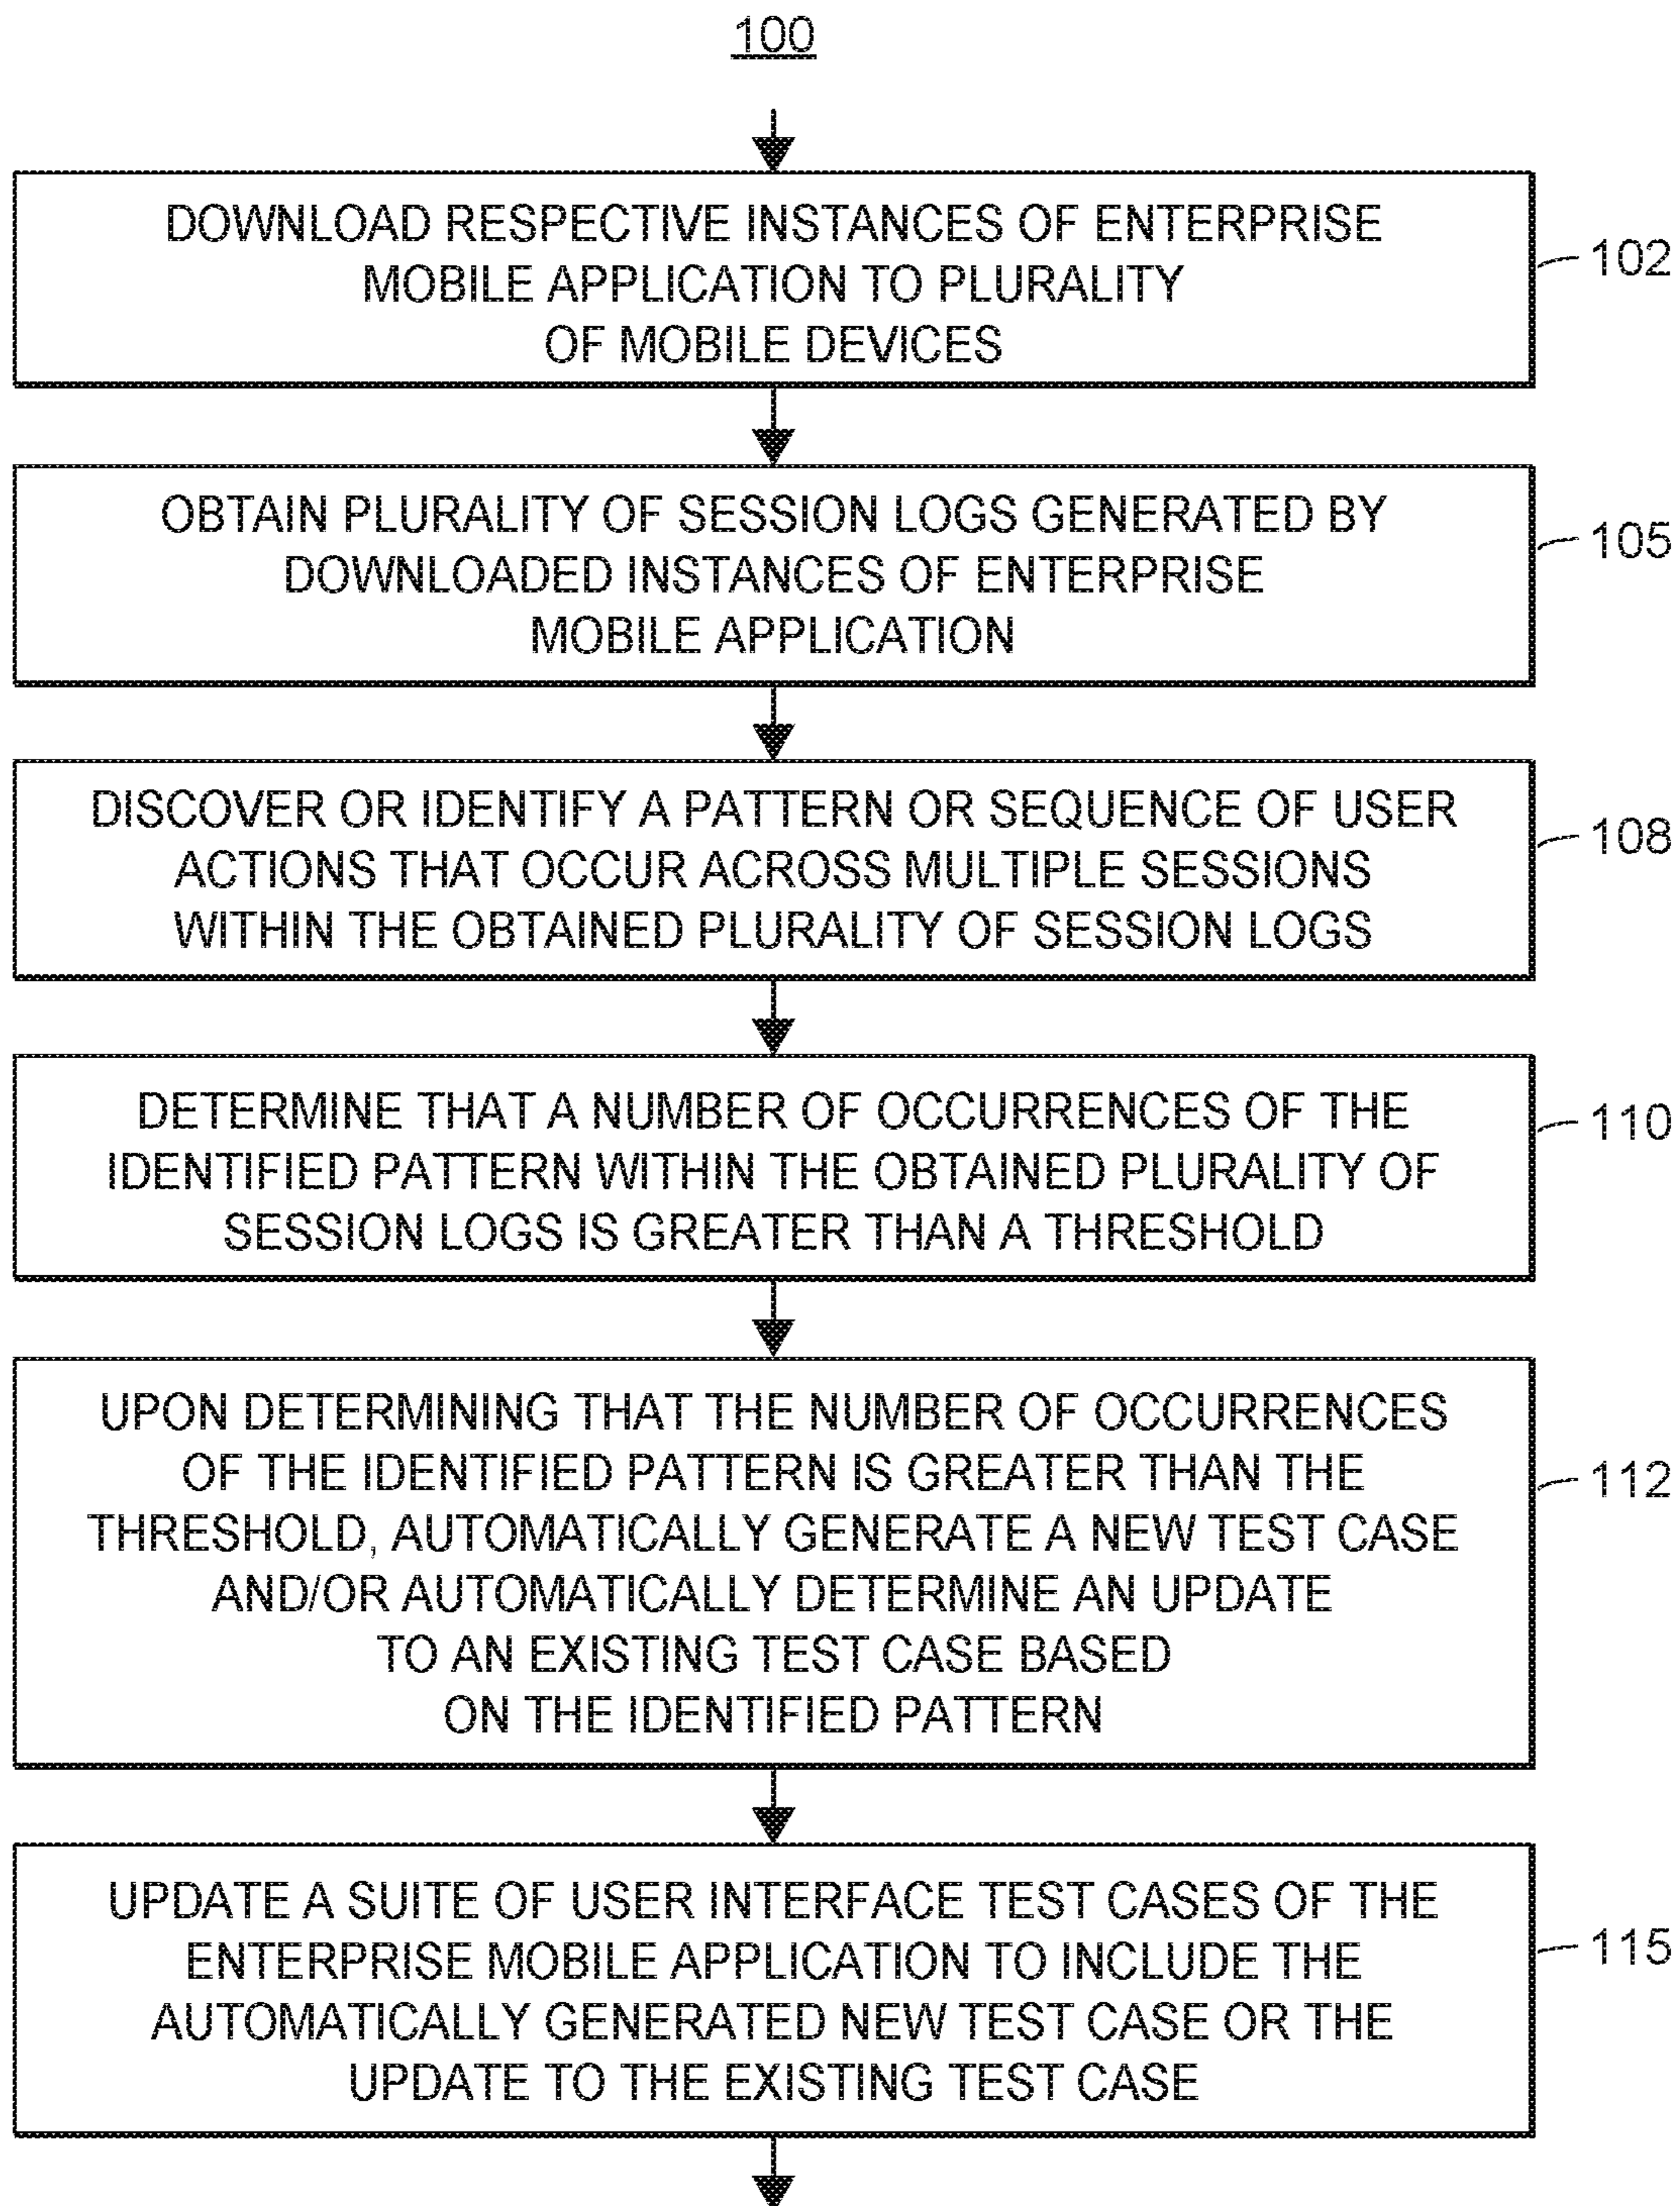 100
DOWNLOAD RESPECTIVE INSTANCES OF ENTERPRISE
MOBILE APPLICATION TO PLURALITY
OF MOBILE DEVICES
102
OBTAIN PLURALITY OF SESSION LOGS GENERATED BY
DOWNLOADED INSTANCES OF ENTERPRISE
MOBILE APPLICATION
105
DISCOVER OR IDENTIFY A PATTERN OR SEQUENCE OF USER
ACTIONS THAT OCCUR ACROSS MULTIPLE SESSIONS
WITHIN THE OBTAINED PLURALITY OF SESSION LOGS
108
DETERMINE THAT A NUMBER OF OCCURRENCES OF THE
IDENTIFIED PATTERN WITHIN THE OBTAINED PLURALITY OF
SESSION LOGS IS GREATER THAN A THRESHOLD
110
UPON DETERMINING THAT THE NUMBER OF OCCURRENCES
OF THE IDENTIFIED PATTERN IS GREATER THAN THE
THRESHOLD, AUTOMATICALLY GENERATE A NEW TEST CASE
AND/OR AUTOMATICALLY DETERMINE AN UPDATE
TO AN EXISTING TEST CASE BASED
ON THE IDENTIFIED PATTERN
112
UPDATE A SUITE OF USER INTERFACE TEST CASES OF THE
ENTERPRISE MOBILE APPLICATION TO INCLUDE THE
AUTOMATICALLY GENERATED NEW TEST CASE OR THE
UPDATE TO THE EXISTING TEST CASE
115